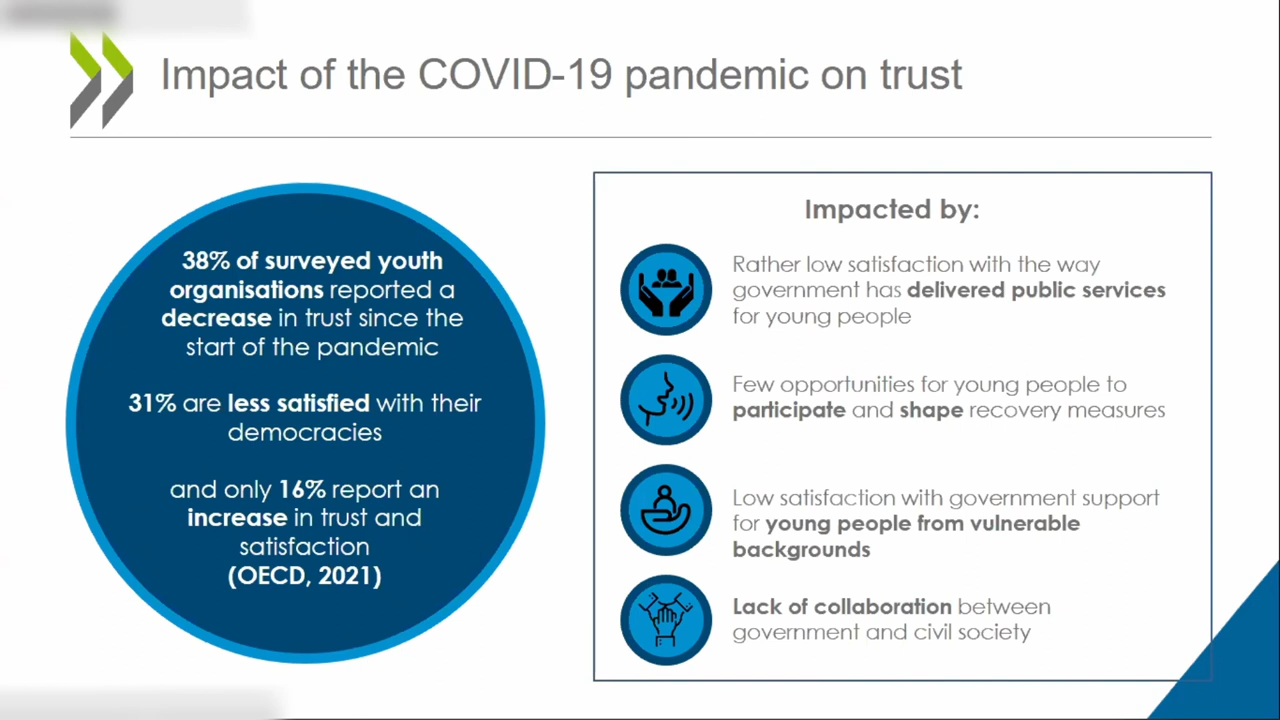 Impact of the COVID-19 pandemic on trust
38% of surveyed youth
organisations reported a
decrease in trust since the
start of the pandemic
31% are less satisfied with their
democracies
and only 16% report an
increase in trust and
satisfaction
(OECD, 2021)
Impacted by:
Rather low satisfaction with the way
government has delivered public services
for young people
Few opportunities for young people to
participate and shape recovery measures
Low satisfaction with government support
for young people from vulnerable
backgrounds
Lack of collaboration between
government and civil society